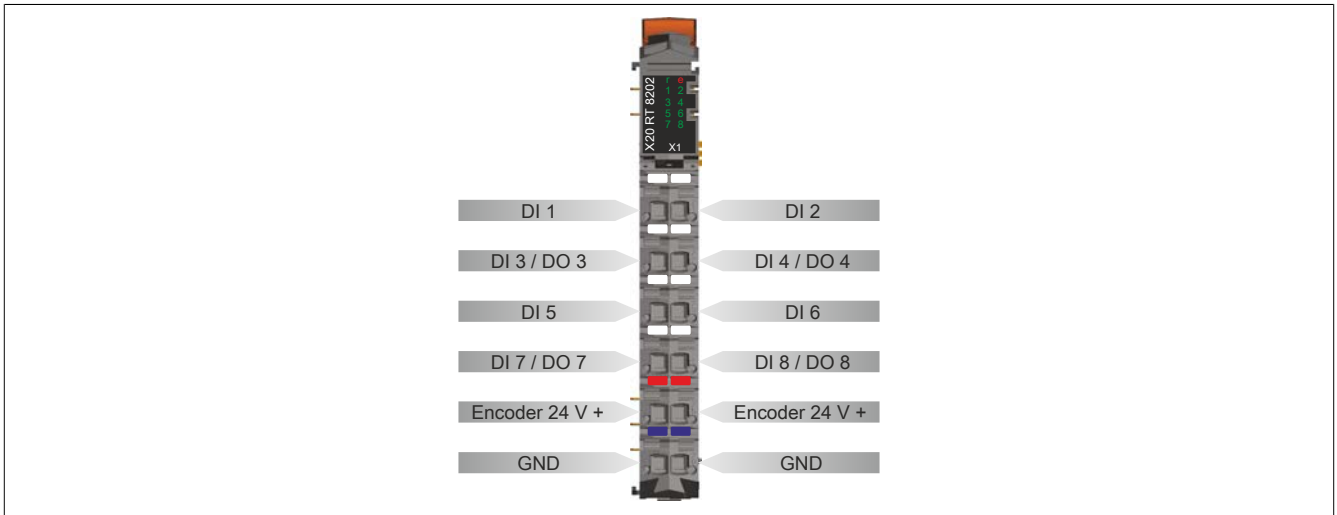 X20 RT 8202
r e
1 2
3 4
5 6
7 8
X1
DI 1
DI 2
DI 3 / DO 3
DI 4 / DO 4
DI 5
DI 6
DI 7 / DO 7
DI 8 / DO 8
Encoder 24 V +
Encoder 24 V +
GND
GND